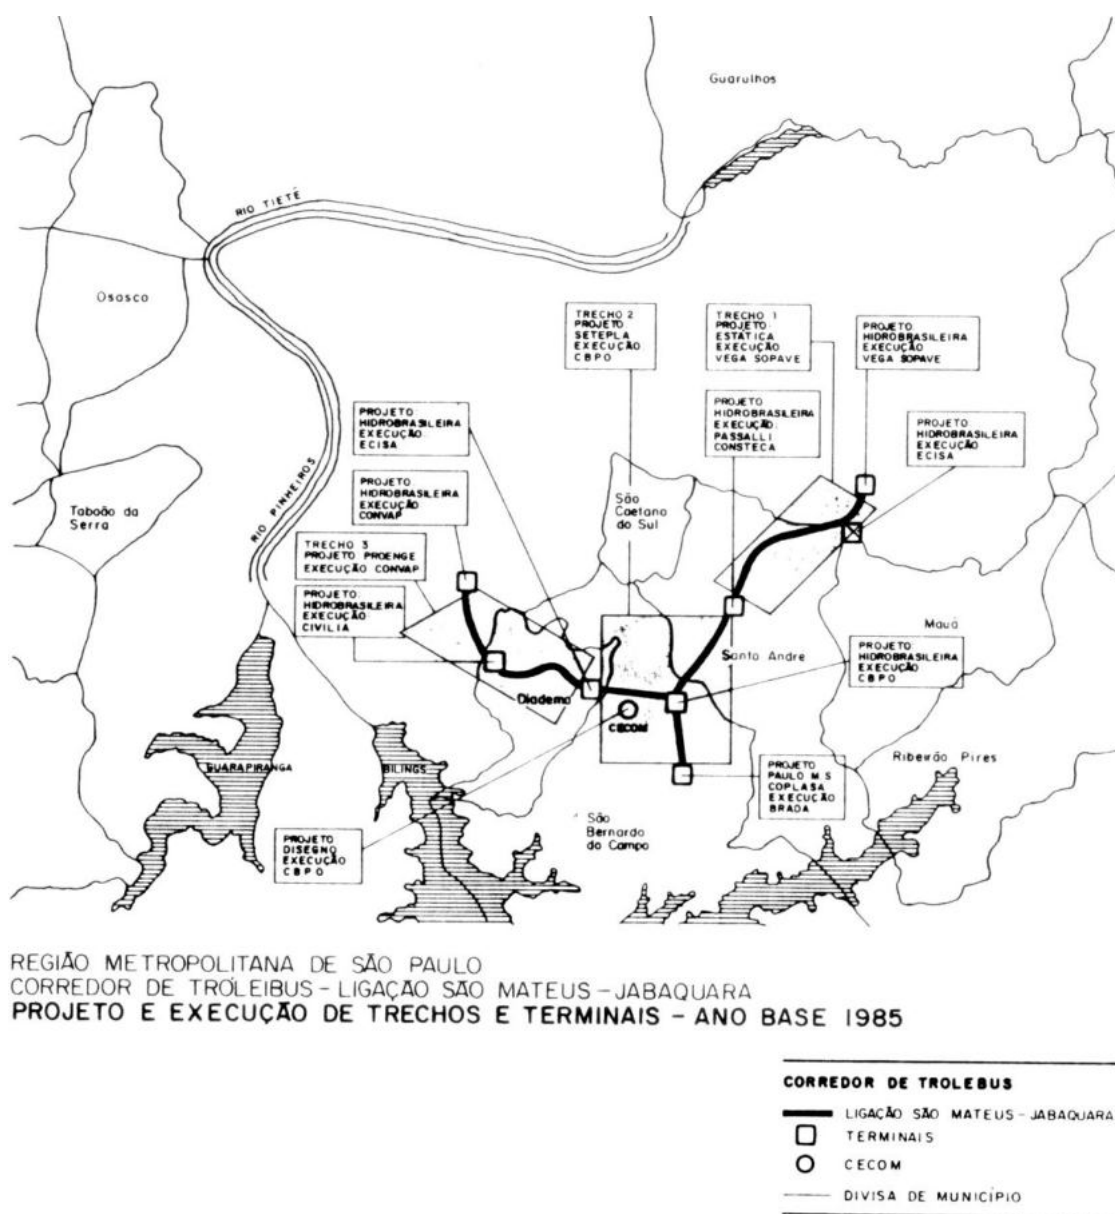 Guarulhos
RIO TIETÊ
Osasco
TRECHO 2
PROJETO
SETEPLA
EXECUÇÃO
CBPO
TRECHO 1
PROJETO:
ESTÁTICA
EXECUÇÃO
VEGA SOPAVE
PROJETO:
HIDROBRASILEIRA
EXECUÇÃO
VEGA SOPAVE
PROJETO
HIDROBRASILEIRA
EXECUÇÃO:
PASSALLI
CONSTECA
PROJETO:
HIDROBRASILEIRA
EXECUÇÃO
ECISA
PROJETO:
HIDROBRASILEIRA
EXECUÇÃO:
ECISA
PROJETO
HIDROBRASILEIRA
EXECUÇÃO
CONVAP
RIO PINHEIROS
Taboão da
Serra
São
Caetano
do Sul
TRECHO 3
PROJETO PROENGE
EXECUÇÃO CONVAP
PROJETO:
HIDROBRASILEIRA
EXECUÇÃO:
CIVILIA
Mauá
Santo Andre
PROJETO:
HIDROBRASILEIRA
EXECUÇÃO
CBPO
Diadema
CECOM
GUARAPIRANGA
BILINGS
Ribeirão Pires
PROJETO
PAULO M.S
COPLASA
EXECUÇÃO
BRADA
São
Bernardo
do Campo
PROJETO
DISEGNO
EXECUÇÃO
CBPO
REGIÃO METROPOLITANA DE SÃO PAULO
CORREDOR DE TRÓLEIBUS - LIGAÇÃO SÃO MATEUS - JABAQUARA
PROJETO E EXECUÇÃO DE TRECHOS E TERMINAIS - ANO BASE 1985
CORREDOR DE TROLEBUS
LIGAÇÃO SÃO MATEUS - JABAQUARA
TERMINAIS
CECOM
DIVISA DE MUNICÍPIO